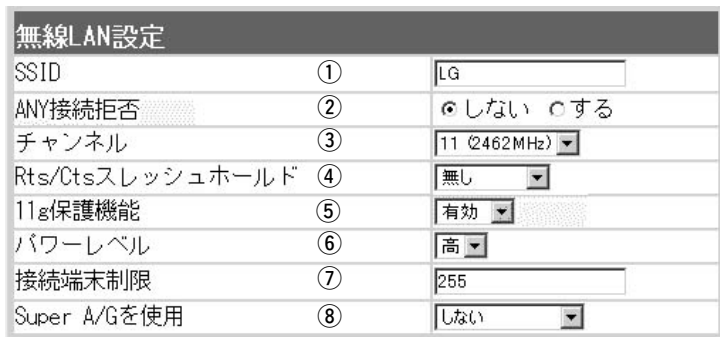 無線LAN設定
SSID ① LG
ANY接続拒否 ② しない する
チャンネル ③ 11 (2462MHz)
Rts/Ctsスレッシュホールド ④ 無し
11g保護機能 ⑤ 有効
パワーレベル ⑥ 高
接続端末制限 ⑦ 255
Super A/Gを使用 ⑧ しない